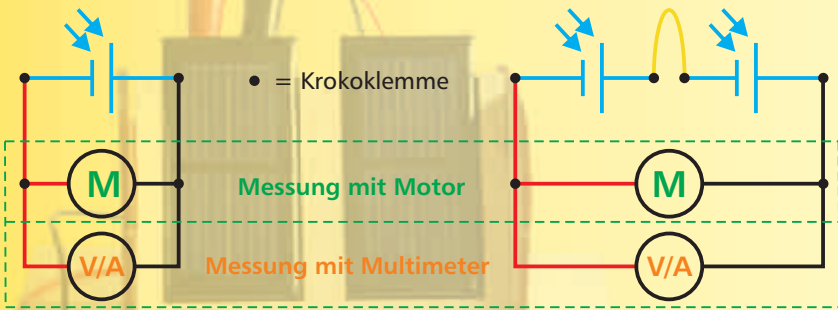 • = Krokoklemme
M
Messung mit Motor
M
V/A
Messung mit Multimeter
V/A